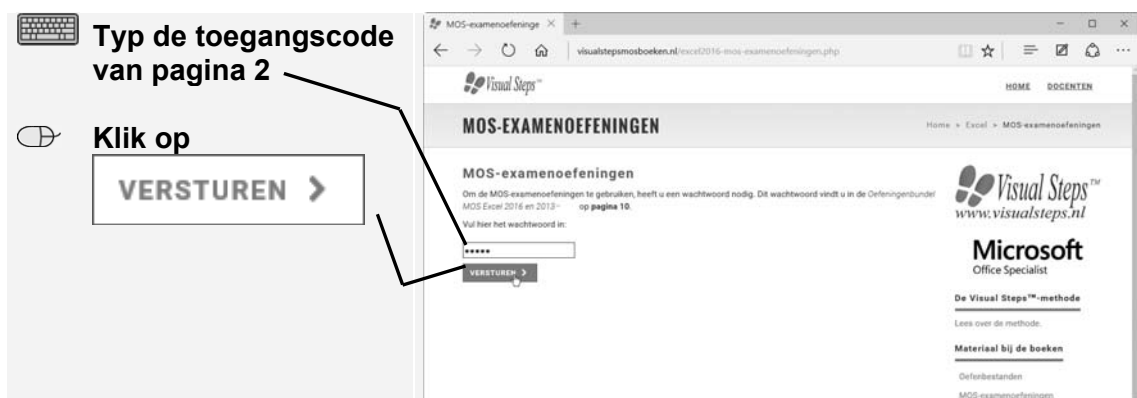 Typ de toegangscode
van pagina 2
Klik op
VERSTUREN
MOS-examenoefeninge
visualstepsmosboeken.nl/excel2016-mos-examenoefeningen.php
Visual Steps™
HOME DOCENTEN
MOS-EXAMENOEFENINGEN
Home » Excel » MOS-examenoefeningen
MOS-examenoefeningen
Om de MOS-examenoefeningen te gebruiken, heeft u een wachtwoord nodig. Dit wachtwoord vindt u in de Oefeningenbundel
MOS Excel 2016 en 2013 - op pagina 10.
Vul hier het wachtwoord in:
•••••
VERSTUREN
Visual Steps™
www.visualsteps.nl
Microsoft
Office Specialist
De Visual Steps™-methode
Lees over de methode.
Materiaal bij de boeken
Oefenbestanden
MOS-examenoefeningen